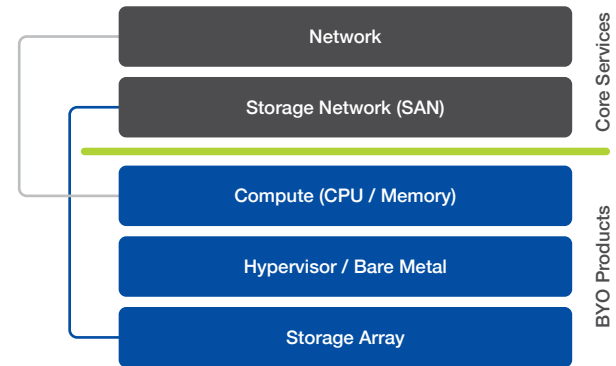 Network
Storage Network (SAN)
Core Services
Compute (CPU / Memory)
Hypervisor / Bare Metal
Storage Array
BYO Products